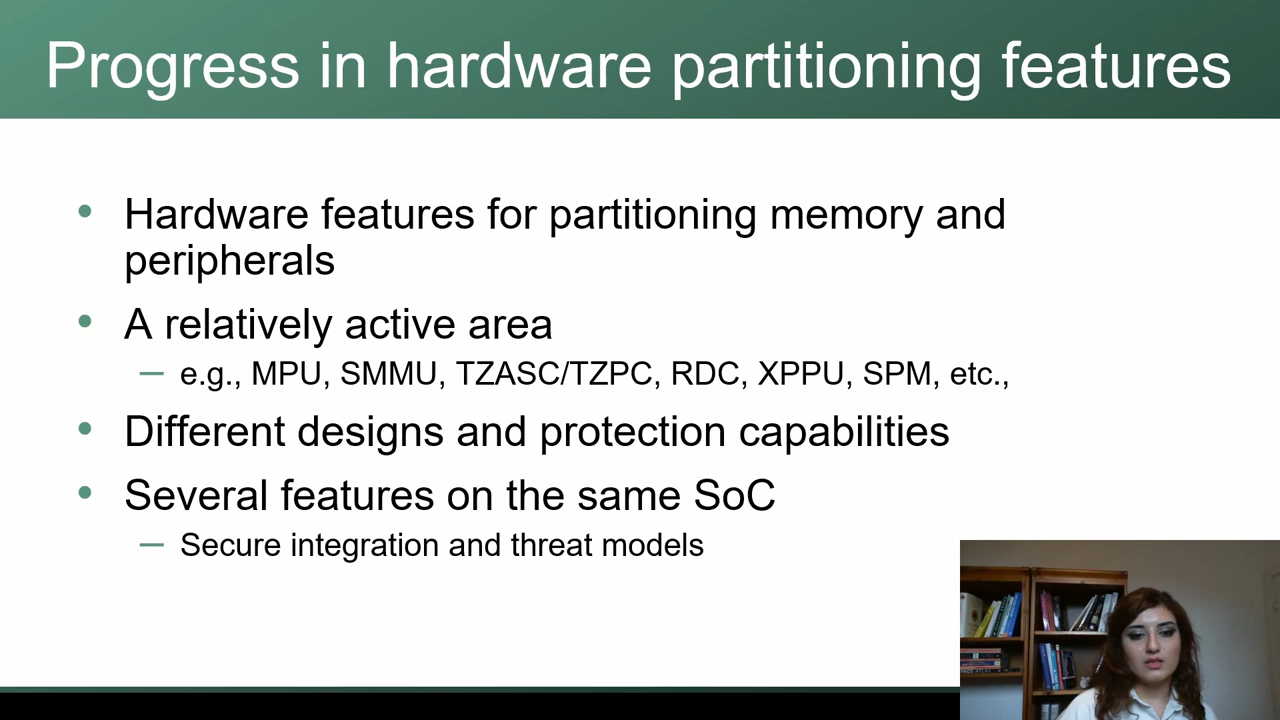 Progress in hardware partitioning features
• Hardware features for partitioning memory and
peripherals
• A relatively active area
– e.g., MPU, SMMU, TZASC/TZPC, RDC, XPPU, SPM, etc.,
• Different designs and protection capabilities
• Several features on the same SoC
– Secure integration and threat models